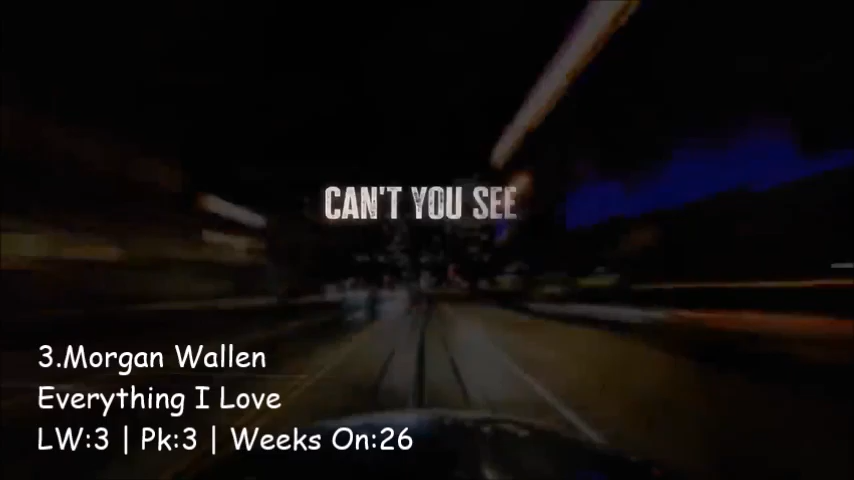 CAN'T YOU SEE
3.Morgan Wallen
Everything I Love
LW:3 | Pk:3 | Weeks On:26